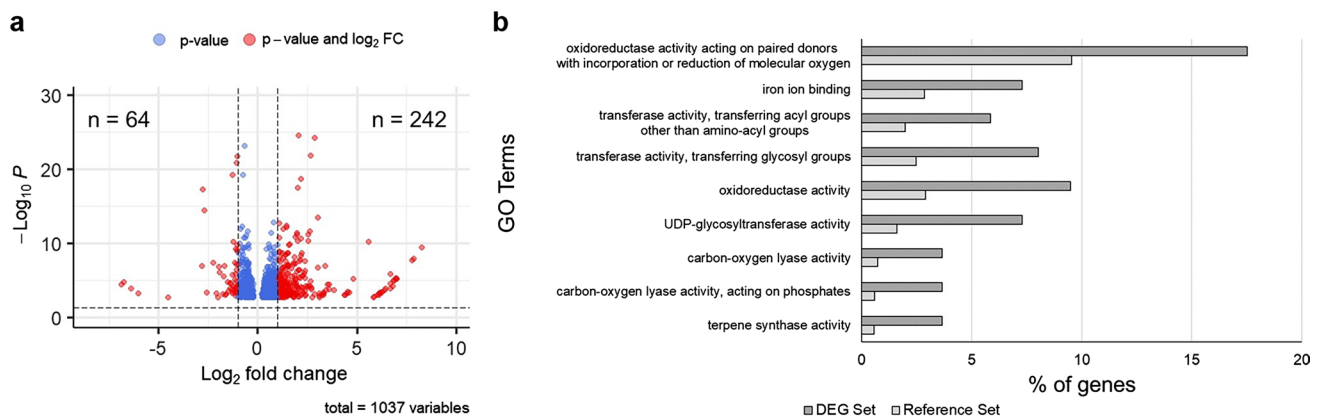 a
p-value
p – value and log2 FC
n = 64
n = 242
30
20
10
0
– Log10 P
-5
0
5
10
Log2 fold change
total = 1037 variables
b
GO Terms
oxidoreductase activity acting on paired donors
with incorporation or reduction of molecular oxygen
iron ion binding
transferase activity, transferring acyl groups
other than amino-acyl groups
transferase activity, transferring glycosyl groups
oxidoreductase activity
UDP-glycosyltransferase activity
carbon-oxygen lyase activity
carbon-oxygen lyase activity, acting on phosphates
terpene synthase activity
0
5
10
15
20
% of genes
DEG Set
Reference Set